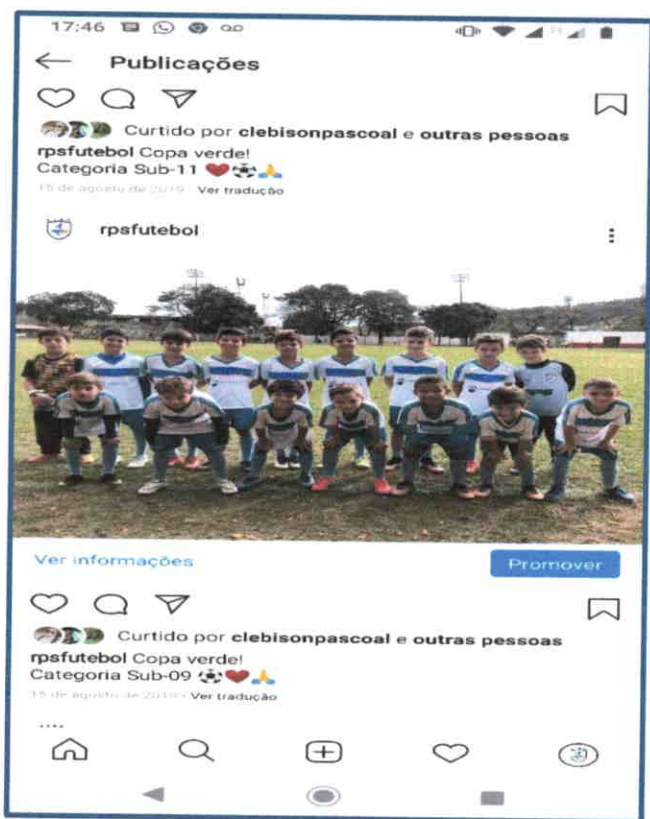 17:46
Publicações
Curtido por clebisonpascoal e outras pessoas
rpsfutebol Copa verde!
Categoria Sub-11 ❤️⚽🙏
15 de agosto de 2019 · Ver tradução
rpsfutebol
Ver informações
Promover
Curtido por clebisonpascoal e outras pessoas
rpsfutebol Copa verde!
Categoria Sub-09 ⚽❤️🙏
15 de agosto de 2019 · Ver tradução